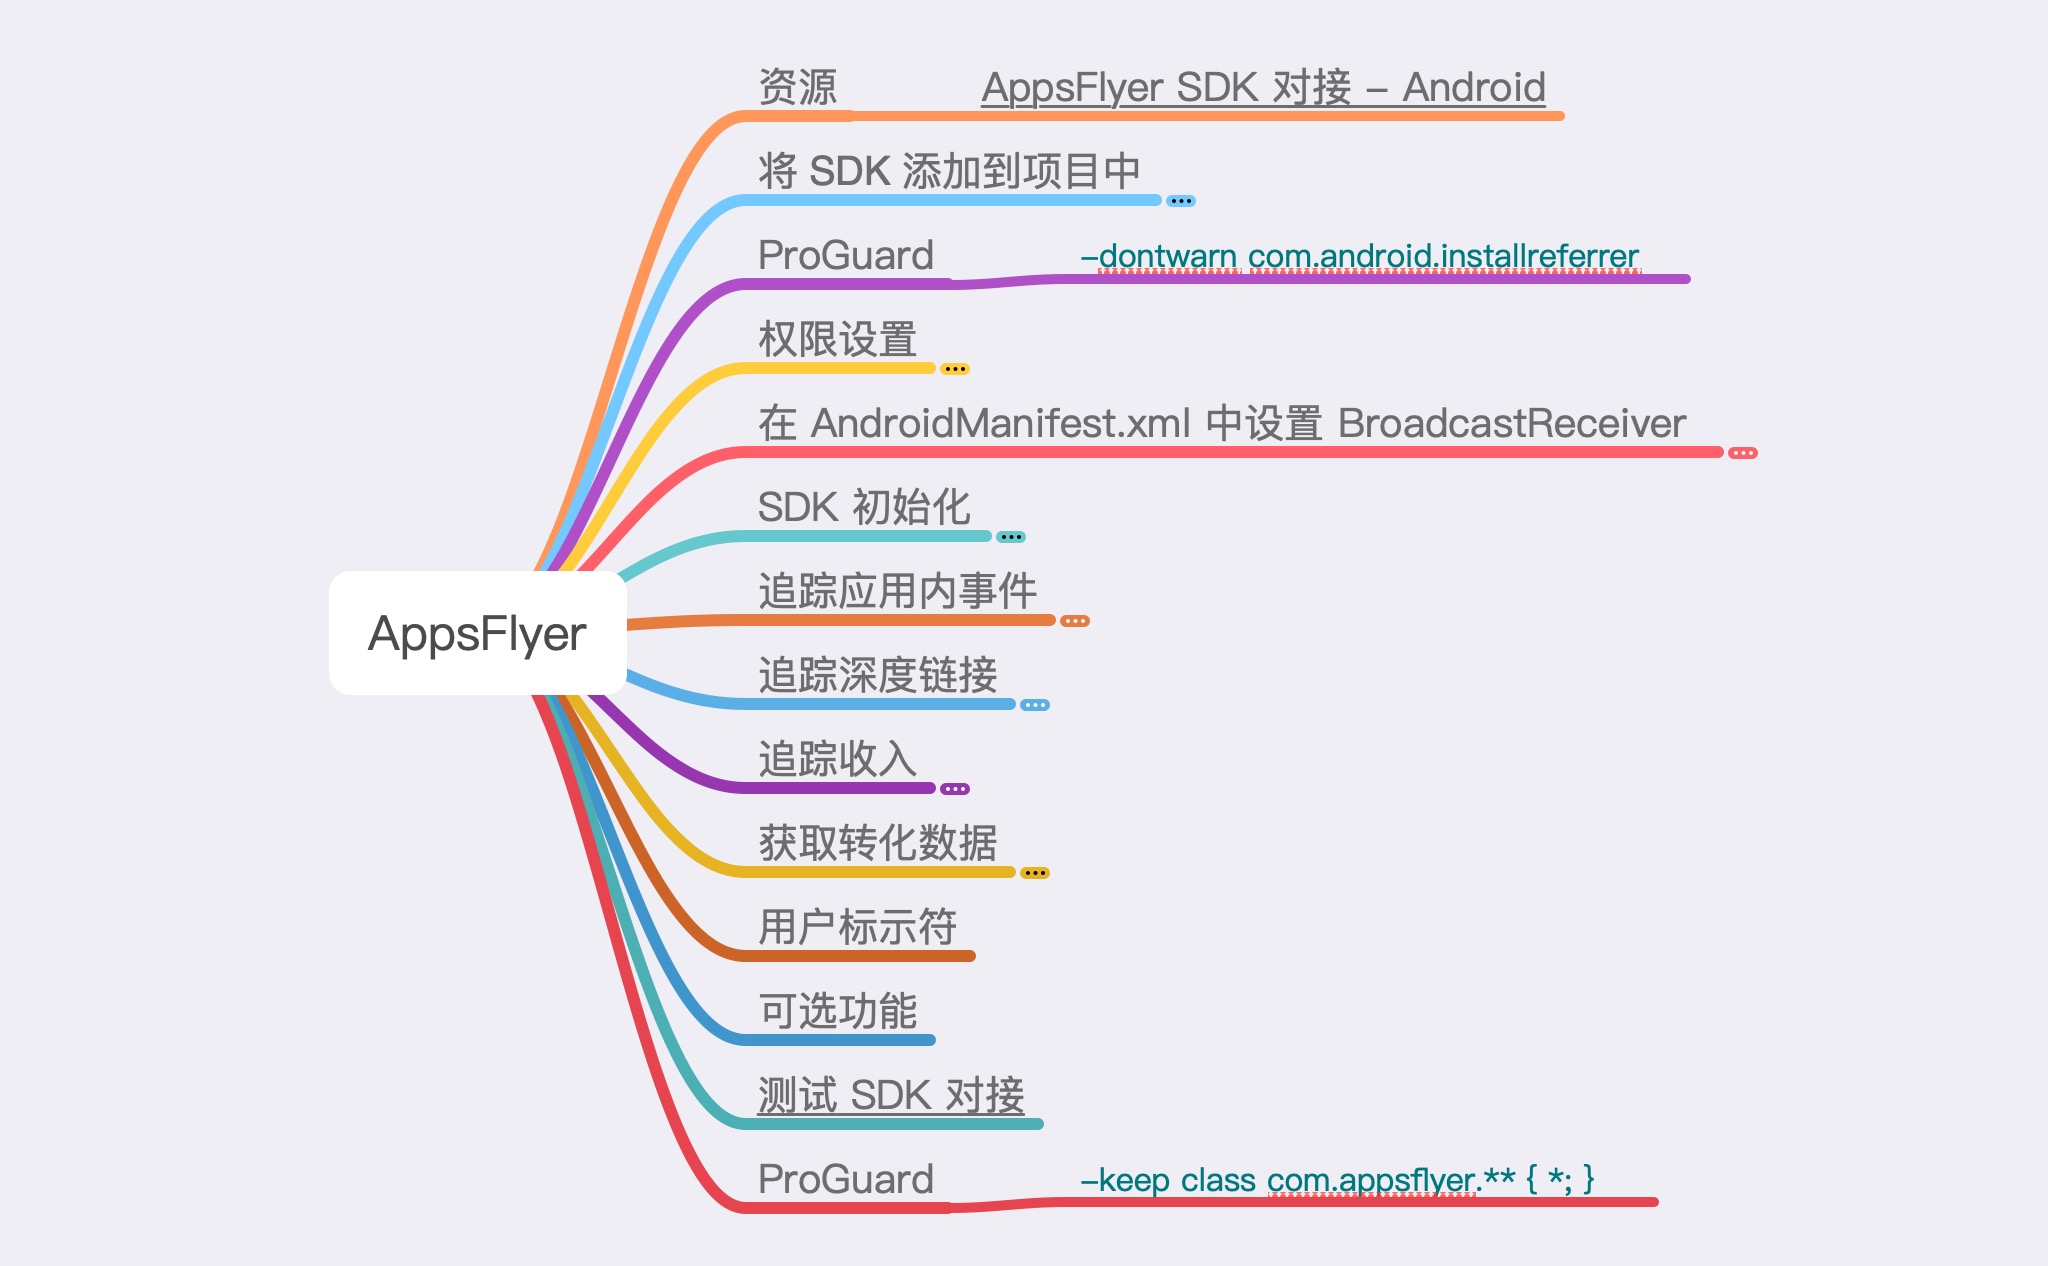 资源
AppsFlyer SDK 对接 – Android
将 SDK 添加到项目中
ProGuard
–dontwarn com.android.installreferrer
权限设置
在 AndroidManifest.xml 中设置 BroadcastReceiver
SDK 初始化
追踪应用内事件
AppsFlyer
追踪深度链接
追踪收入
获取转化数据
用户标示符
可选功能
测试 SDK 对接
ProGuard
–keep class com.appsflyer.** { *; }